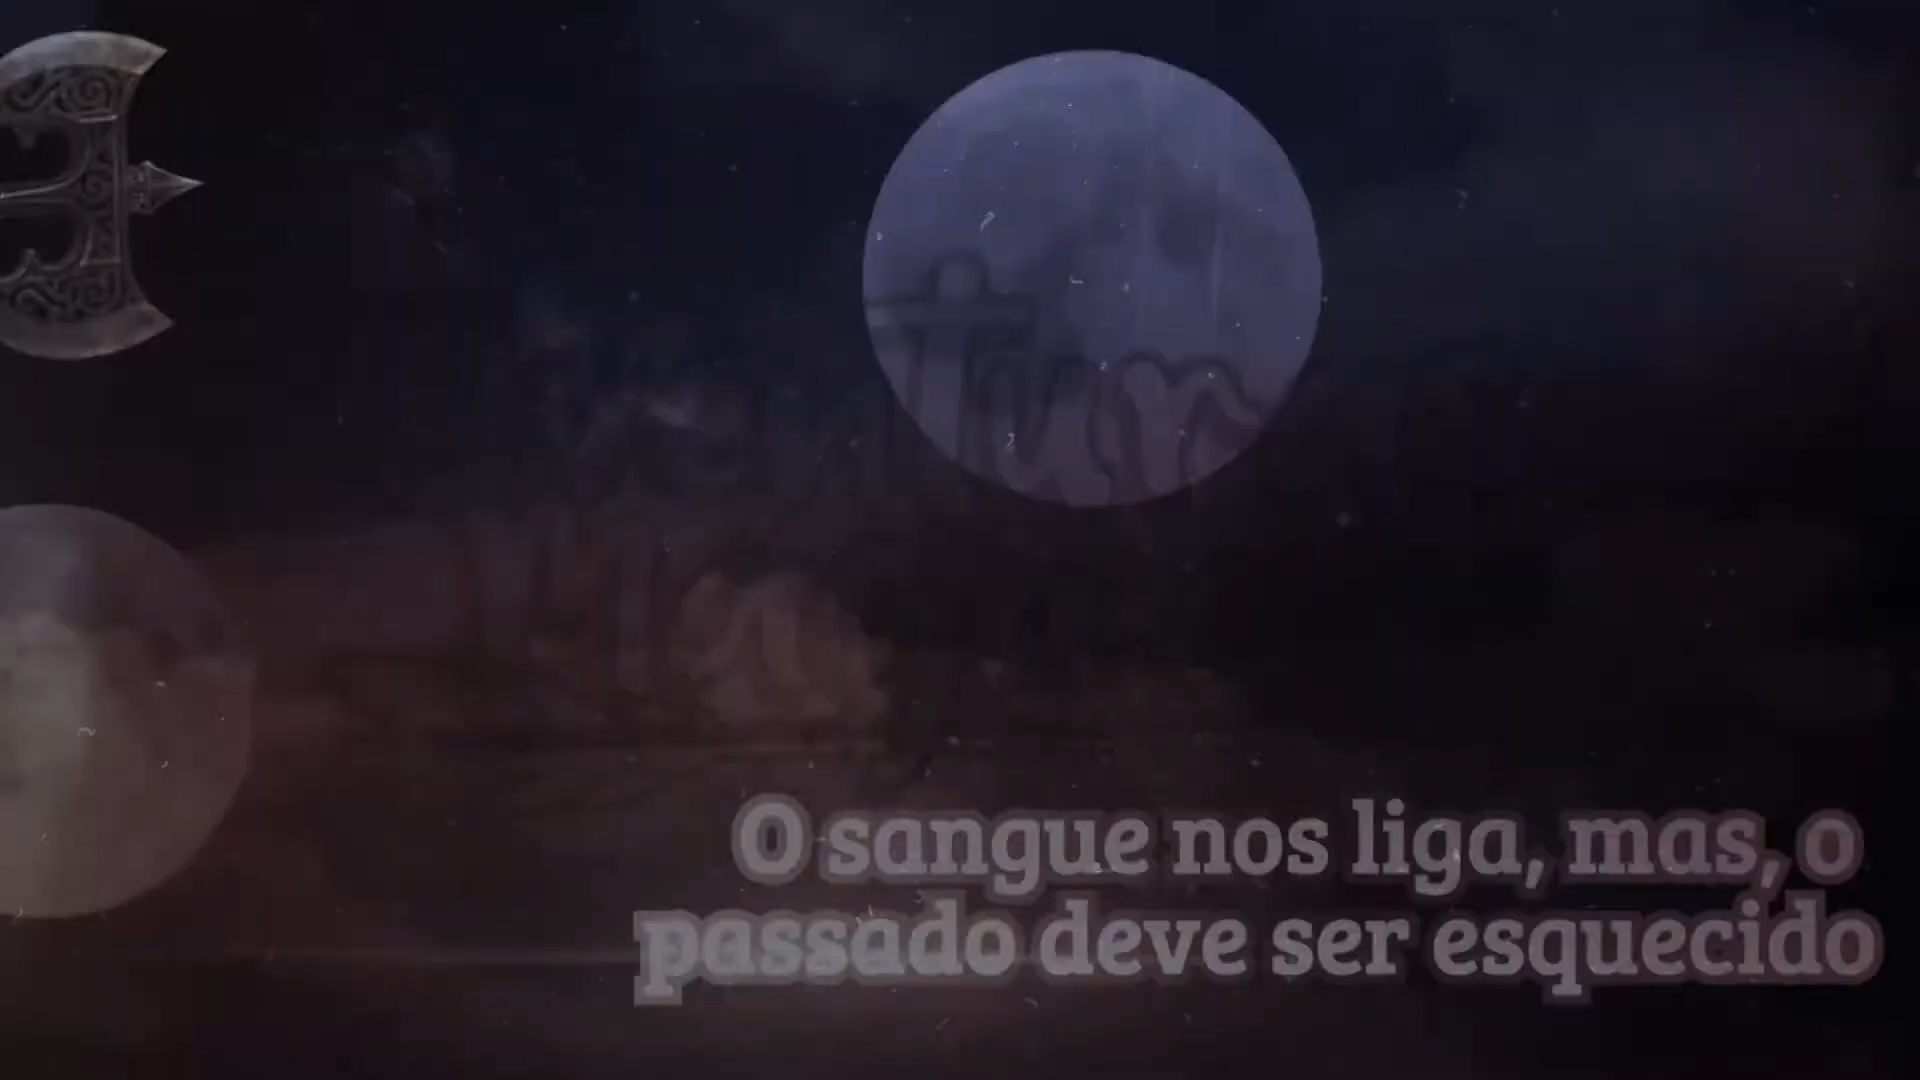 O sangue nos liga, mas, o
passado deve ser esquecido